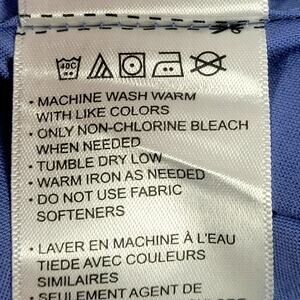 40C
• MACHINE WASH WARM
WITH LIKE COLORS
• ONLY NON-CHLORINE BLEACH
WHEN NEEDED
• TUMBLE DRY LOW
• WARM IRON AS NEEDED
• DO NOT USE FABRIC
SOFTENERS
• LAVER EN MACHINE À L'EAU
TIEDE AVEC COULEURS
SIMILAIRES
• SEULEMENT AGENT DE